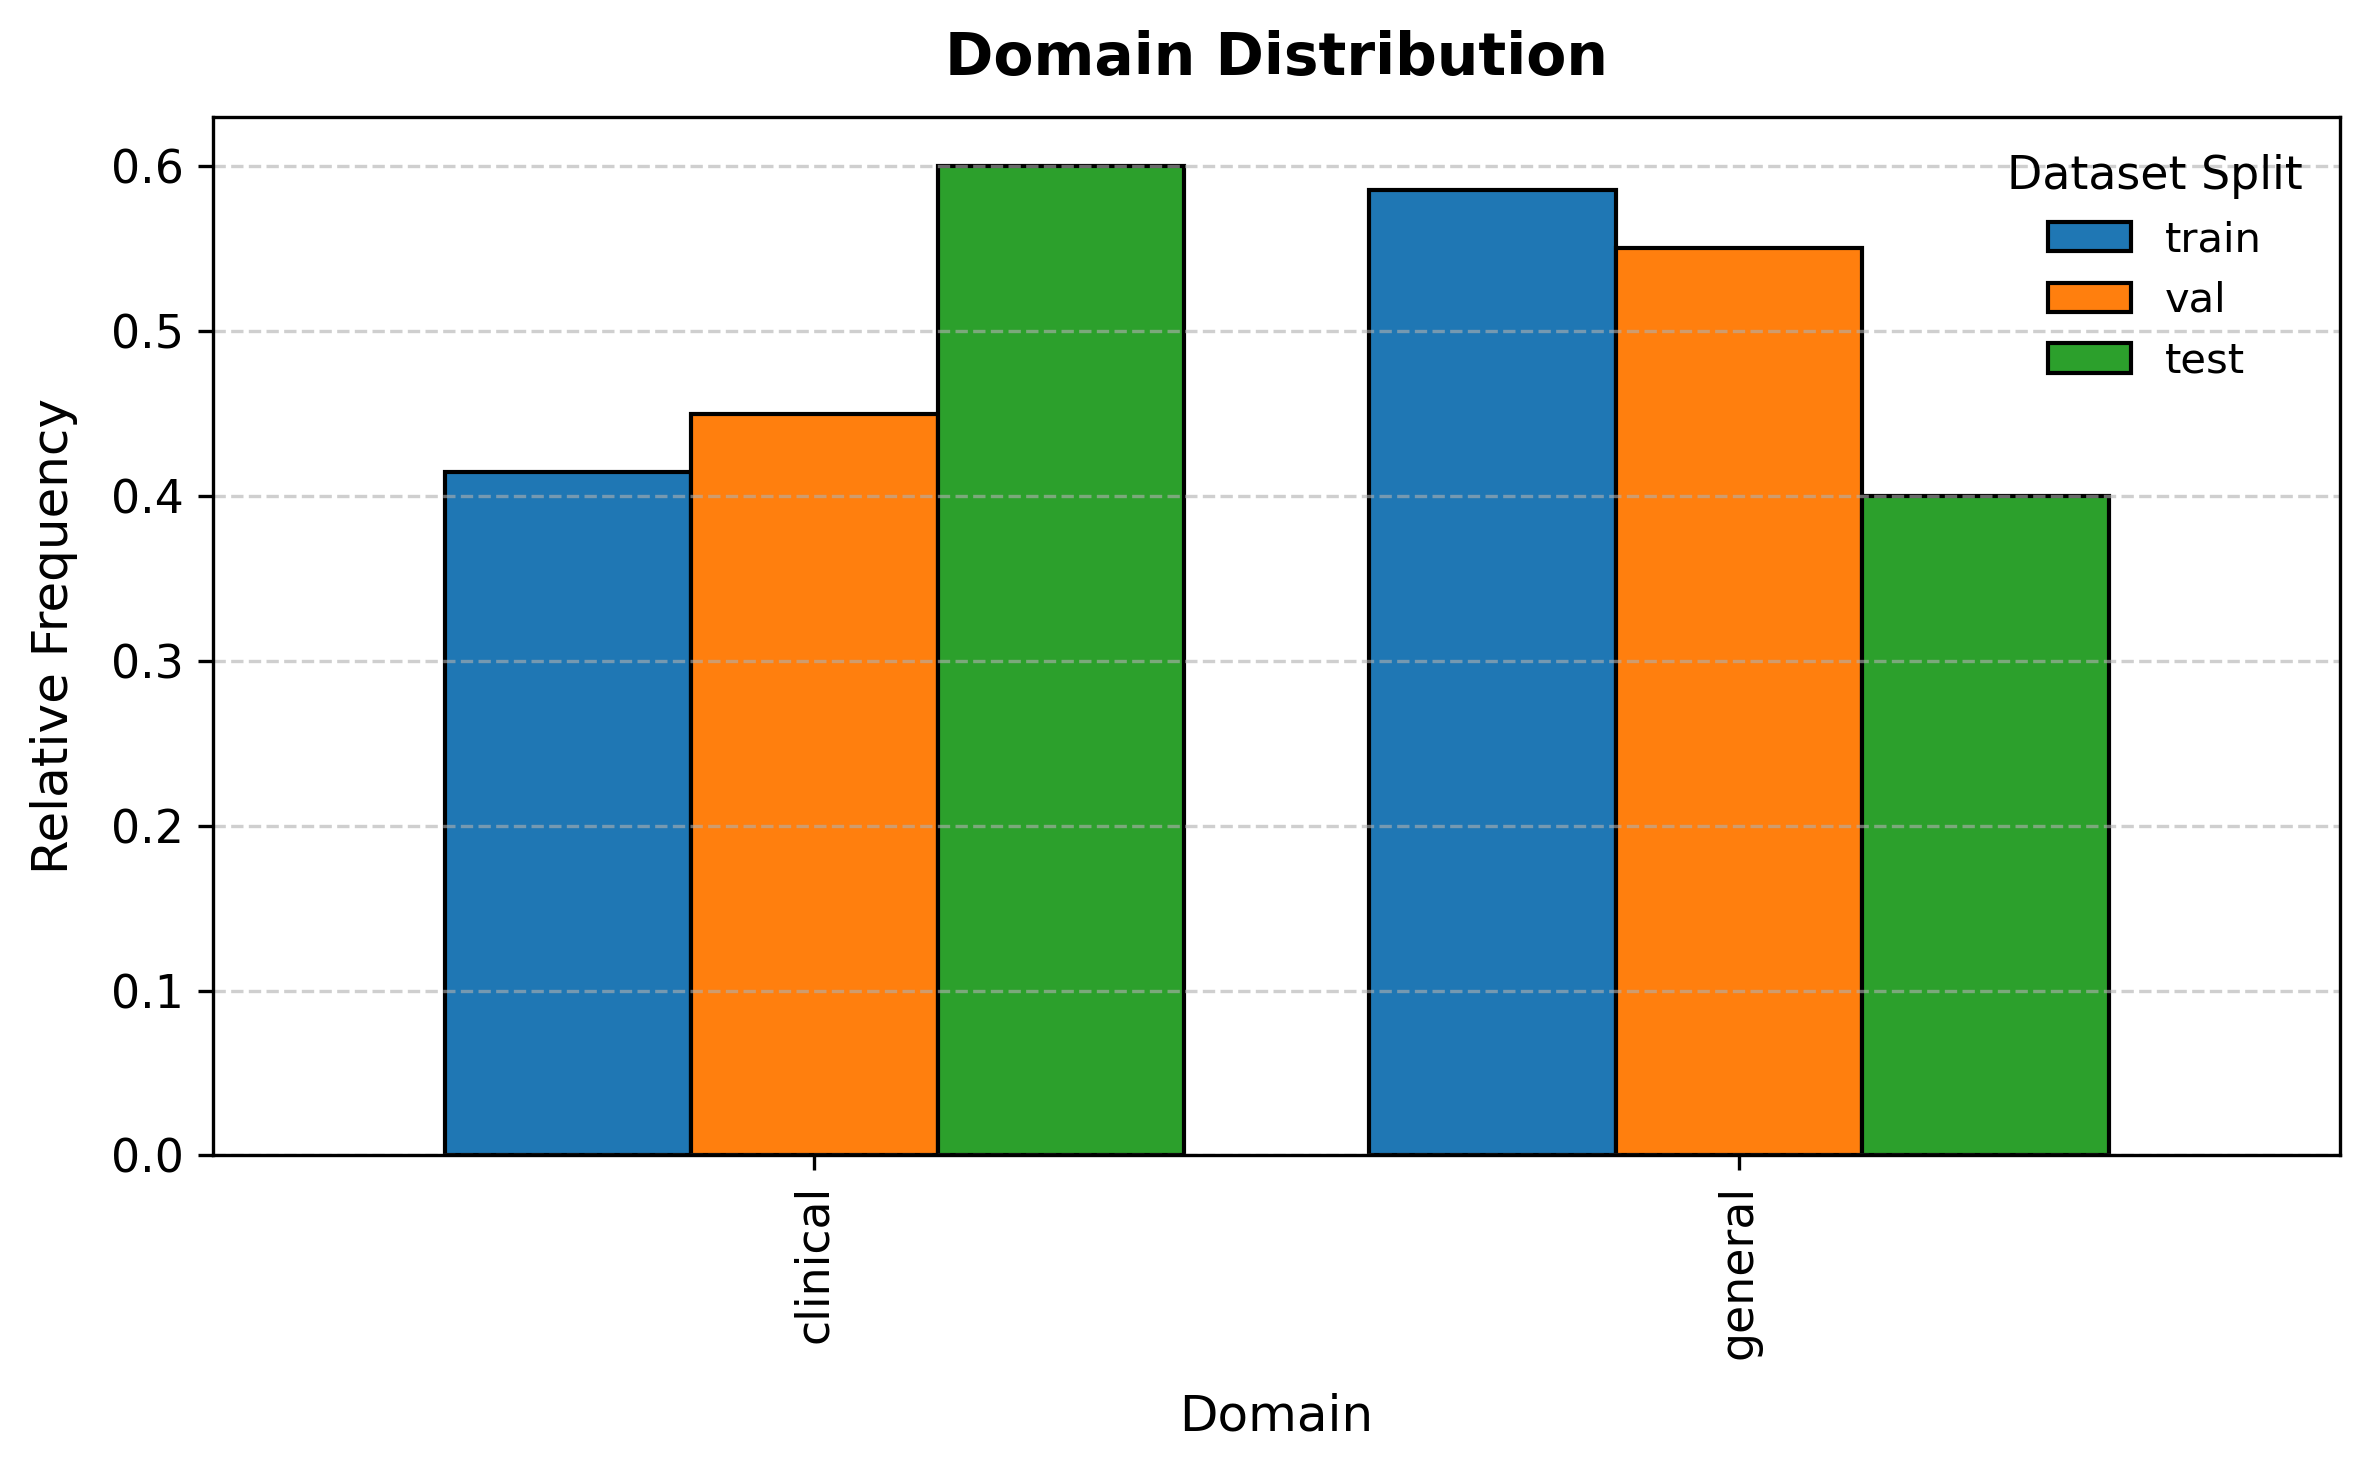 Domain Distribution
Relative Frequency
0.6
0.5
0.4
0.3
0.2
0.1
0.0
Dataset Split
train
val
test
clinical
general
Domain